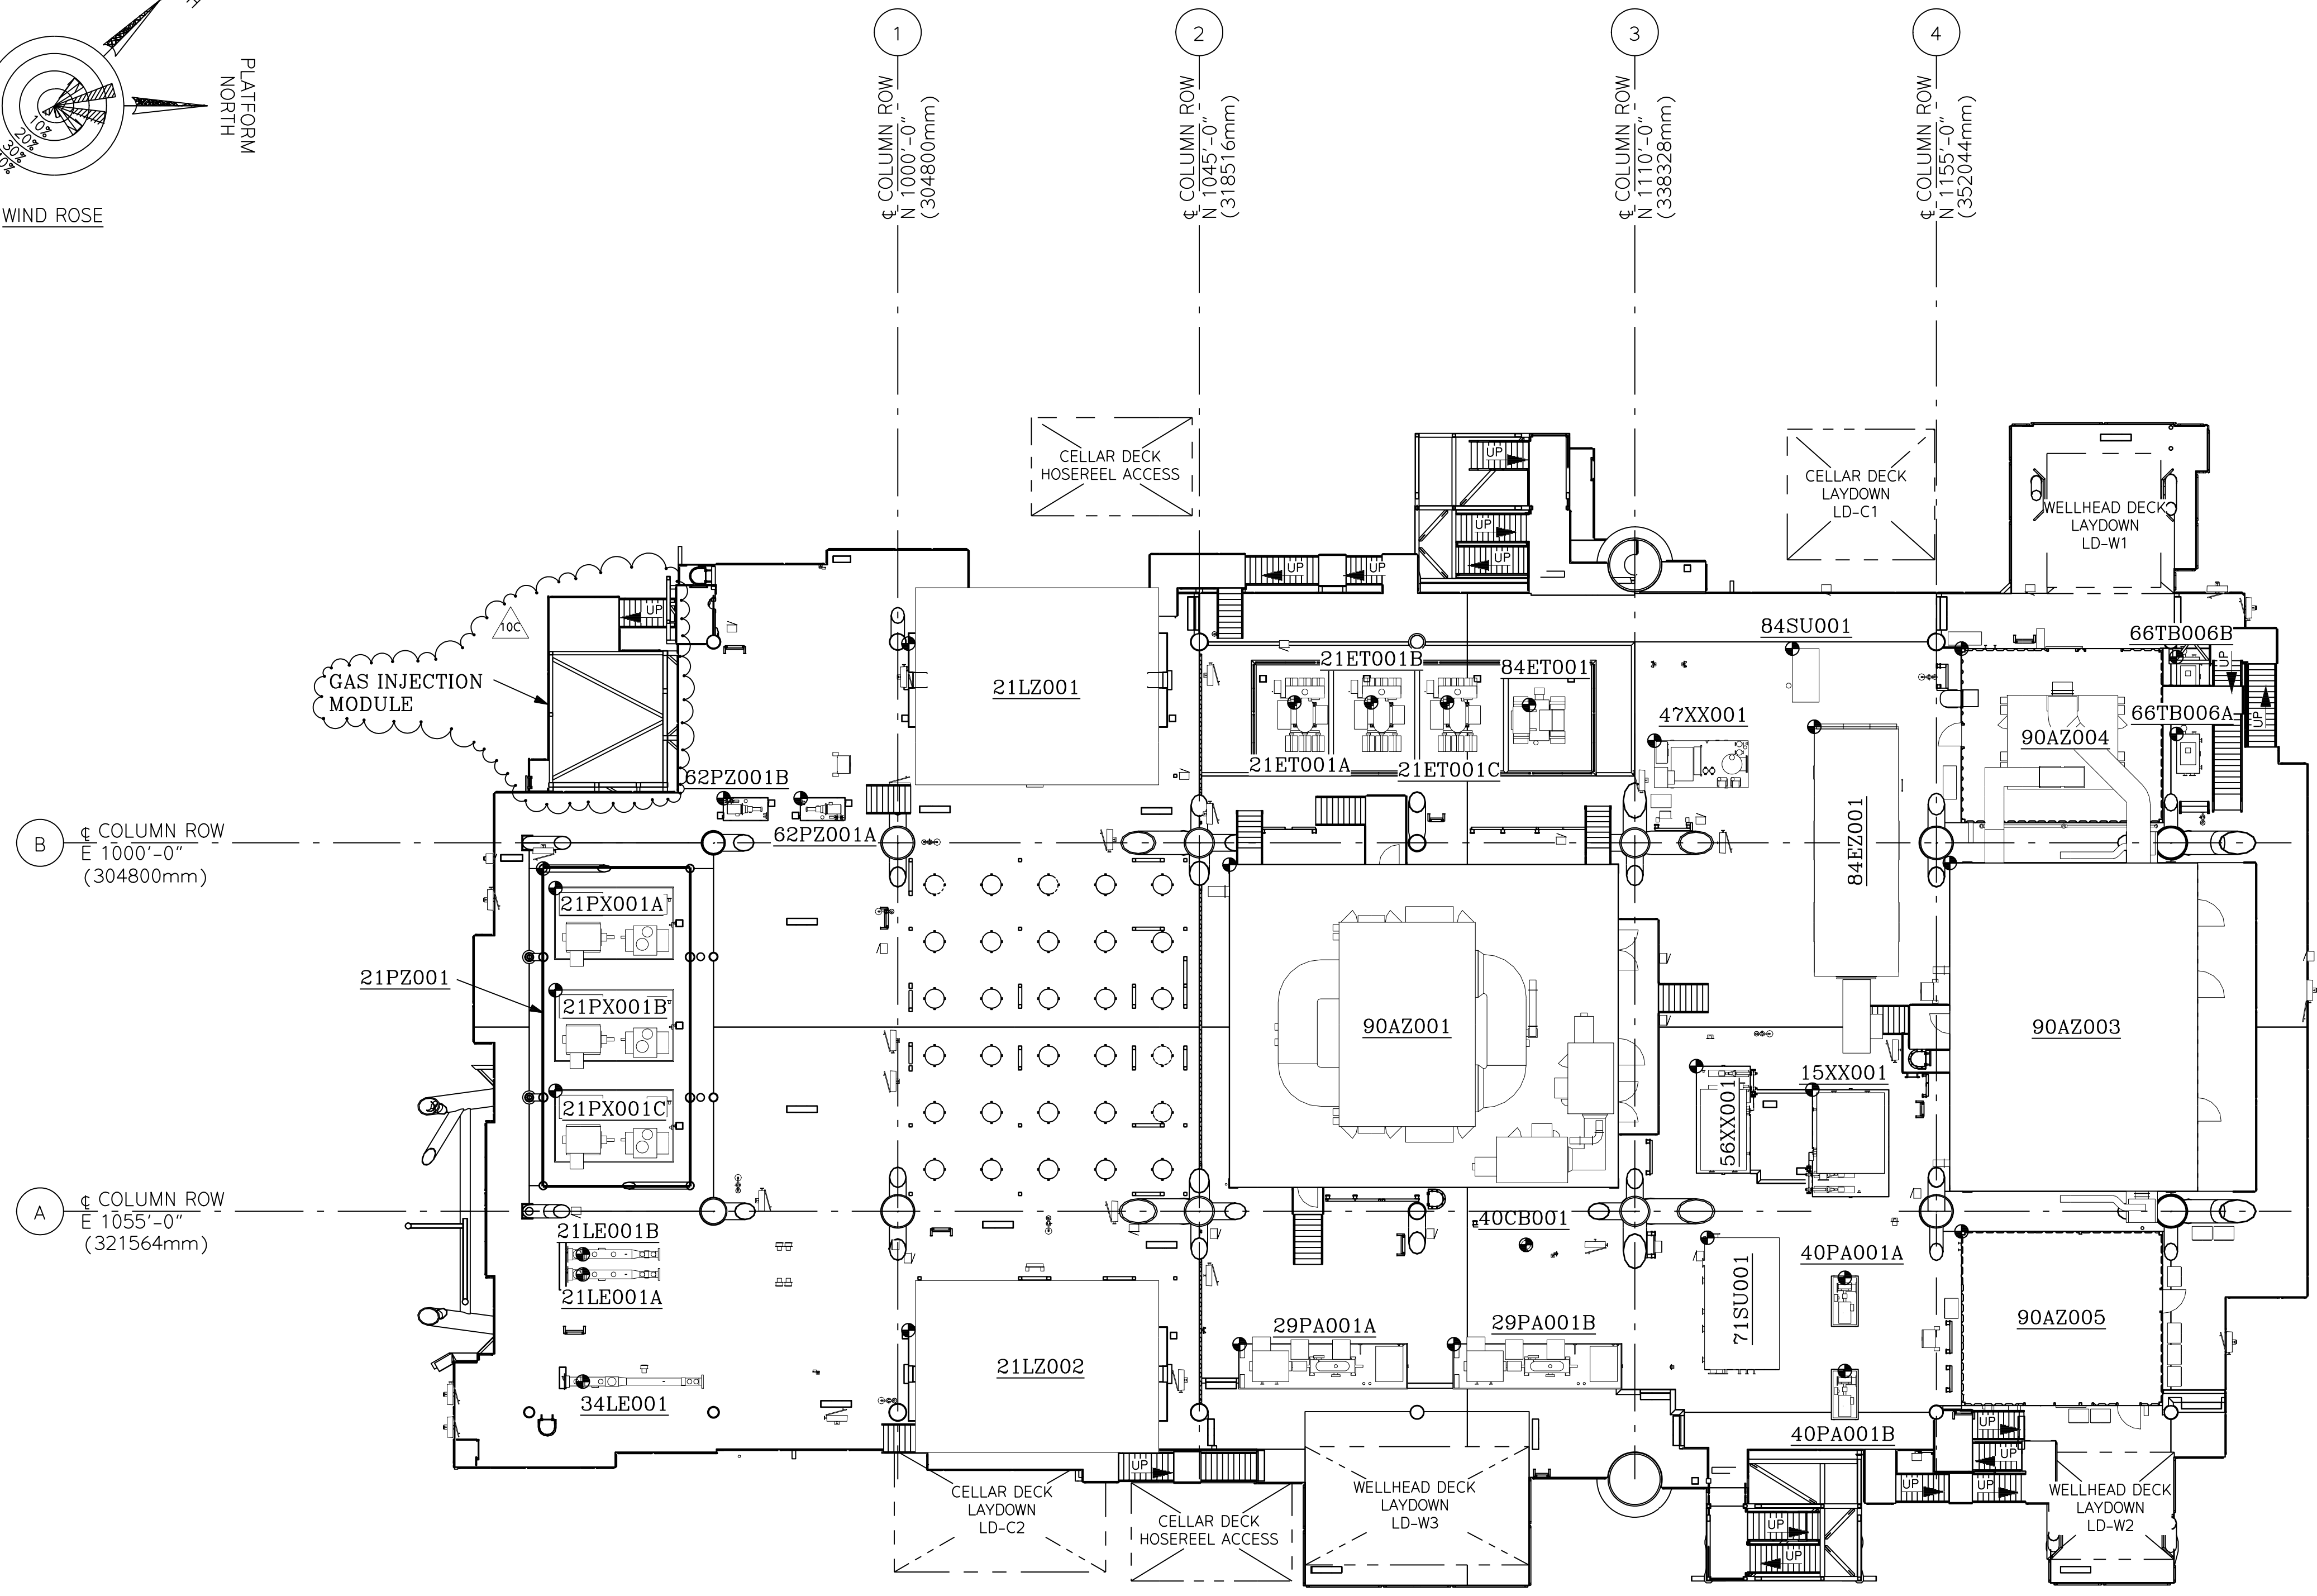 1
2
3
4
℄ COLUMN ROW
N 1000'-0"
(304800mm)
℄ COLUMN ROW
N 1045'-0"
(318516mm)
℄ COLUMN ROW
N 1110'-0"
(338328mm)
℄ COLUMN ROW
N 1155'-0"
(352044mm)
PLATFORM
NORTH
10%
20%
30%
WIND ROSE
CELLAR DECK
HOSEREEL ACCESS
UP
UP
UP
CELLAR DECK
LAYDOWN
LD-C1
WELLHEAD DECK
LAYDOWN
LD-W1
UP
UP
UP
10C
GAS INJECTION
MODULE
21LZ001
21ET001B
84ET001
84SU001
66TB006B
UP
UP
47XX001
66TB006A
90AZ004
21ET001A
21ET001C
62PZ001B
62PZ001A
B
℄ COLUMN ROW
E 1000'-0"
(304800mm)
84EZ001
21PX001A
21PZ001
21PX001B
90AZ001
90AZ003
21PX001C
56XX001
15XX001
A
℄ COLUMN ROW
E 1055'-0"
(321564mm)
21LE001B
40CB001
40PA001A
21LE001A
71SU001
90AZ005
29PA001A
29PA001B
21LZ002
34LE001
40PA001B
UP
UP
UP
UP
UP
CELLAR DECK
LAYDOWN
LD-C2
CELLAR DECK
HOSEREEL ACCESS
WELLHEAD DECK
LAYDOWN
LD-W3
UP
UP
WELLHEAD DECK
LAYDOWN
LD-W2